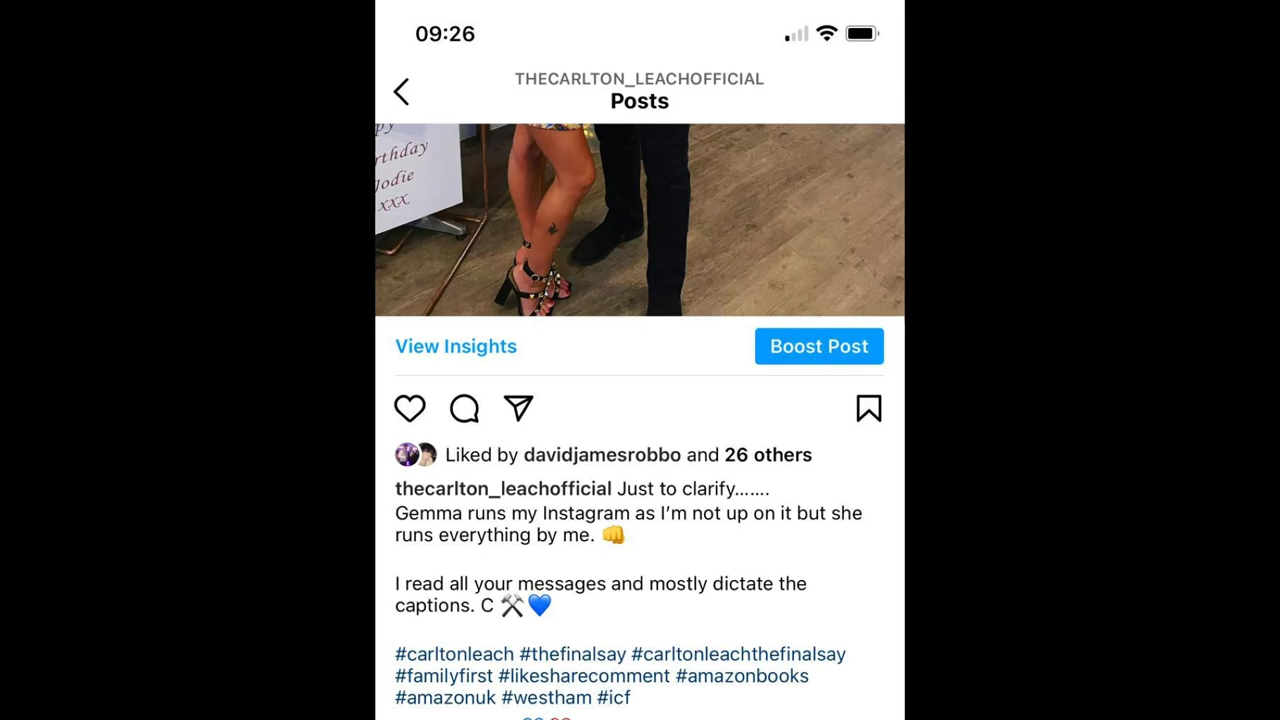 09:26
THECARLTON_LEACHOFFICIAL
Posts
rthday
Jodie
xxx
View Insights
Boost Post
Liked by davidjamesrobbo and 26 others
thecarlton_leachofficial Just to clarify.......
Gemma runs my Instagram as I’m not up on it but she
runs everything by me. 👊
I read all your messages and mostly dictate the
captions. C ⚒️💙
#carltonleach #thefinalsay #carltonleachthefinalsay
#familyfirst #likesharecomment #amazonbooks
#amazonuk #westham #icf